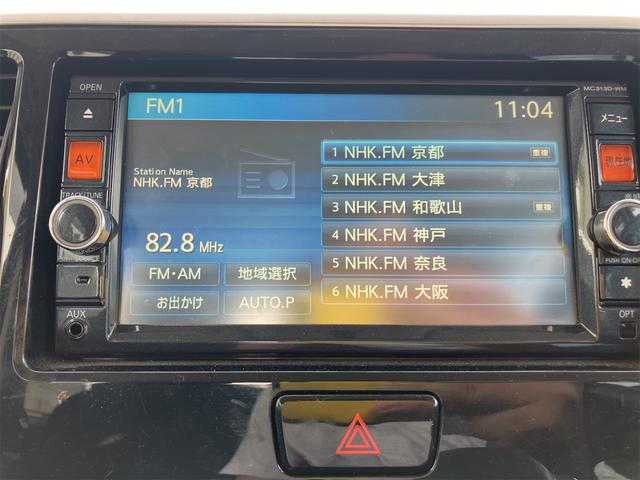 OPEN
MC313D-WM
FM1
11:04
メニュー
AV
現在地
Station Name
NHK.FM 京都
1 NHK.FM 京都 重複
2 NHK.FM 大津
3 NHK.FM 和歌山 重複
4 NHK.FM 神戸
5 NHK.FM 奈良
6 NHK.FM 大阪
TRACK/TUNE
82.8 MHz
FM・AM
地域選択
お出かけ
AUTO.P
AUX
OPT